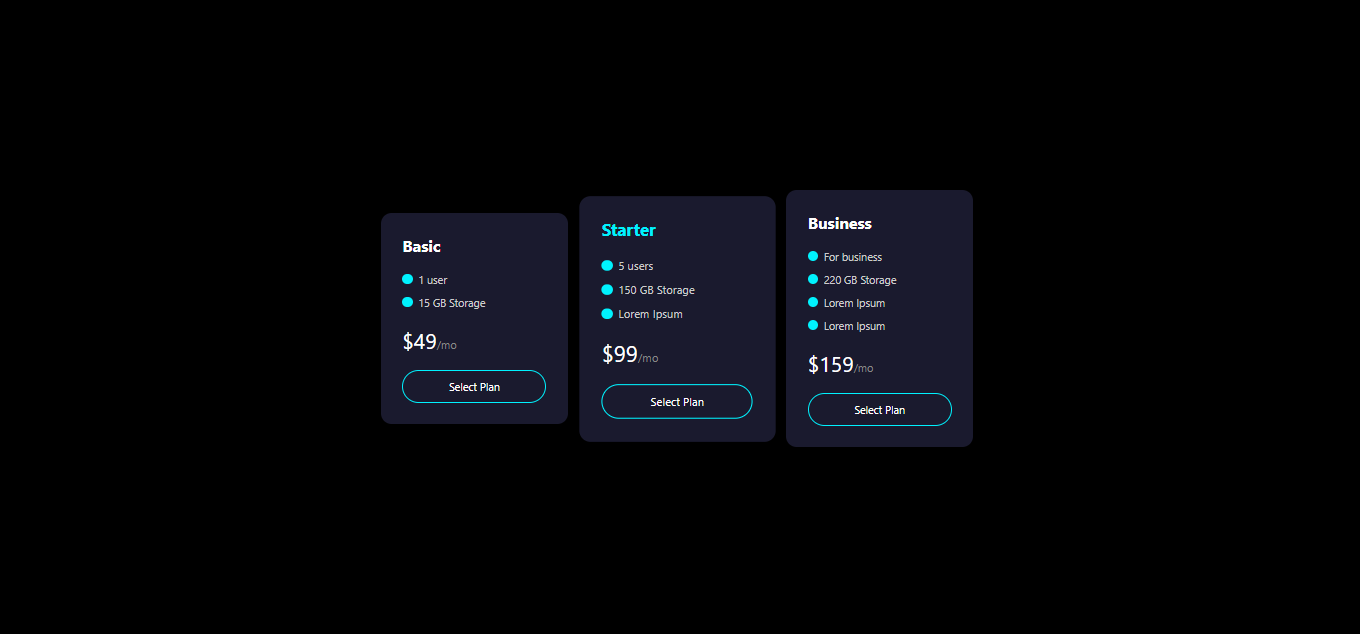 Basic
1 user
15 GB Storage
$49/mo
Select Plan
Starter
5 users
150 GB Storage
Lorem Ipsum
$99/mo
Select Plan
Business
For business
220 GB Storage
Lorem Ipsum
Lorem Ipsum
$159/mo
Select Plan